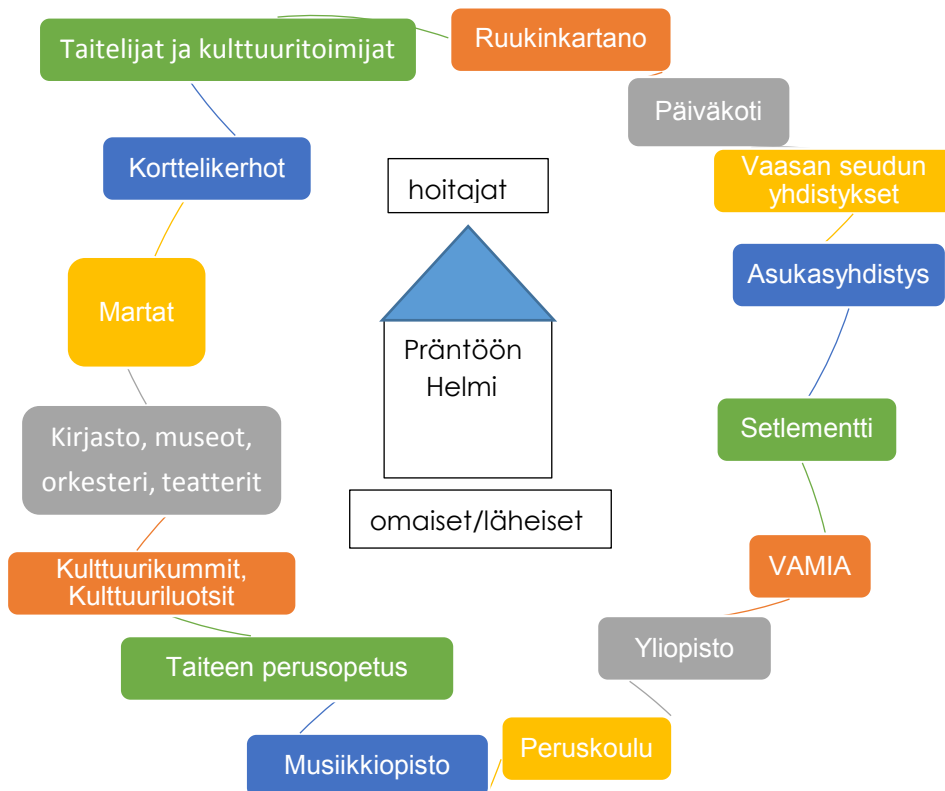 Taitelijat ja kulttuuritoimijat
Ruukinkartano
Päiväkoti
Vaasan seudun
yhdistykset
Asukasyhdistys
Setlementti
VAMIA
Yliopisto
Peruskoulu
Musiikkiopisto
Taiteen perusopetus
Kulttuurikummit,
Kulttuuriluotsit
Kirjasto, museot,
orkesteri, teatterit
Martat
Korttelikerhot
hoitajat
Präntöön
Helmi
omaiset/läheiset